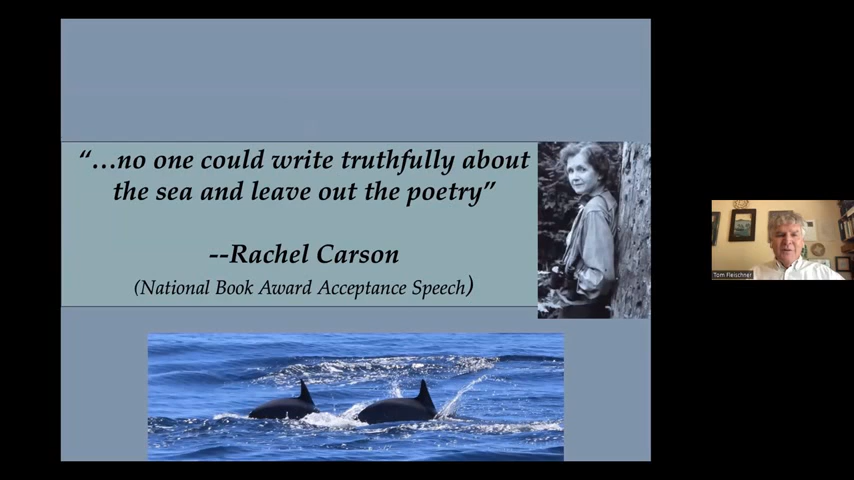 “...no one could write truthfully about
the sea and leave out the poetry”
--Rachel Carson
(National Book Award Acceptance Speech)
Tom Fleischner